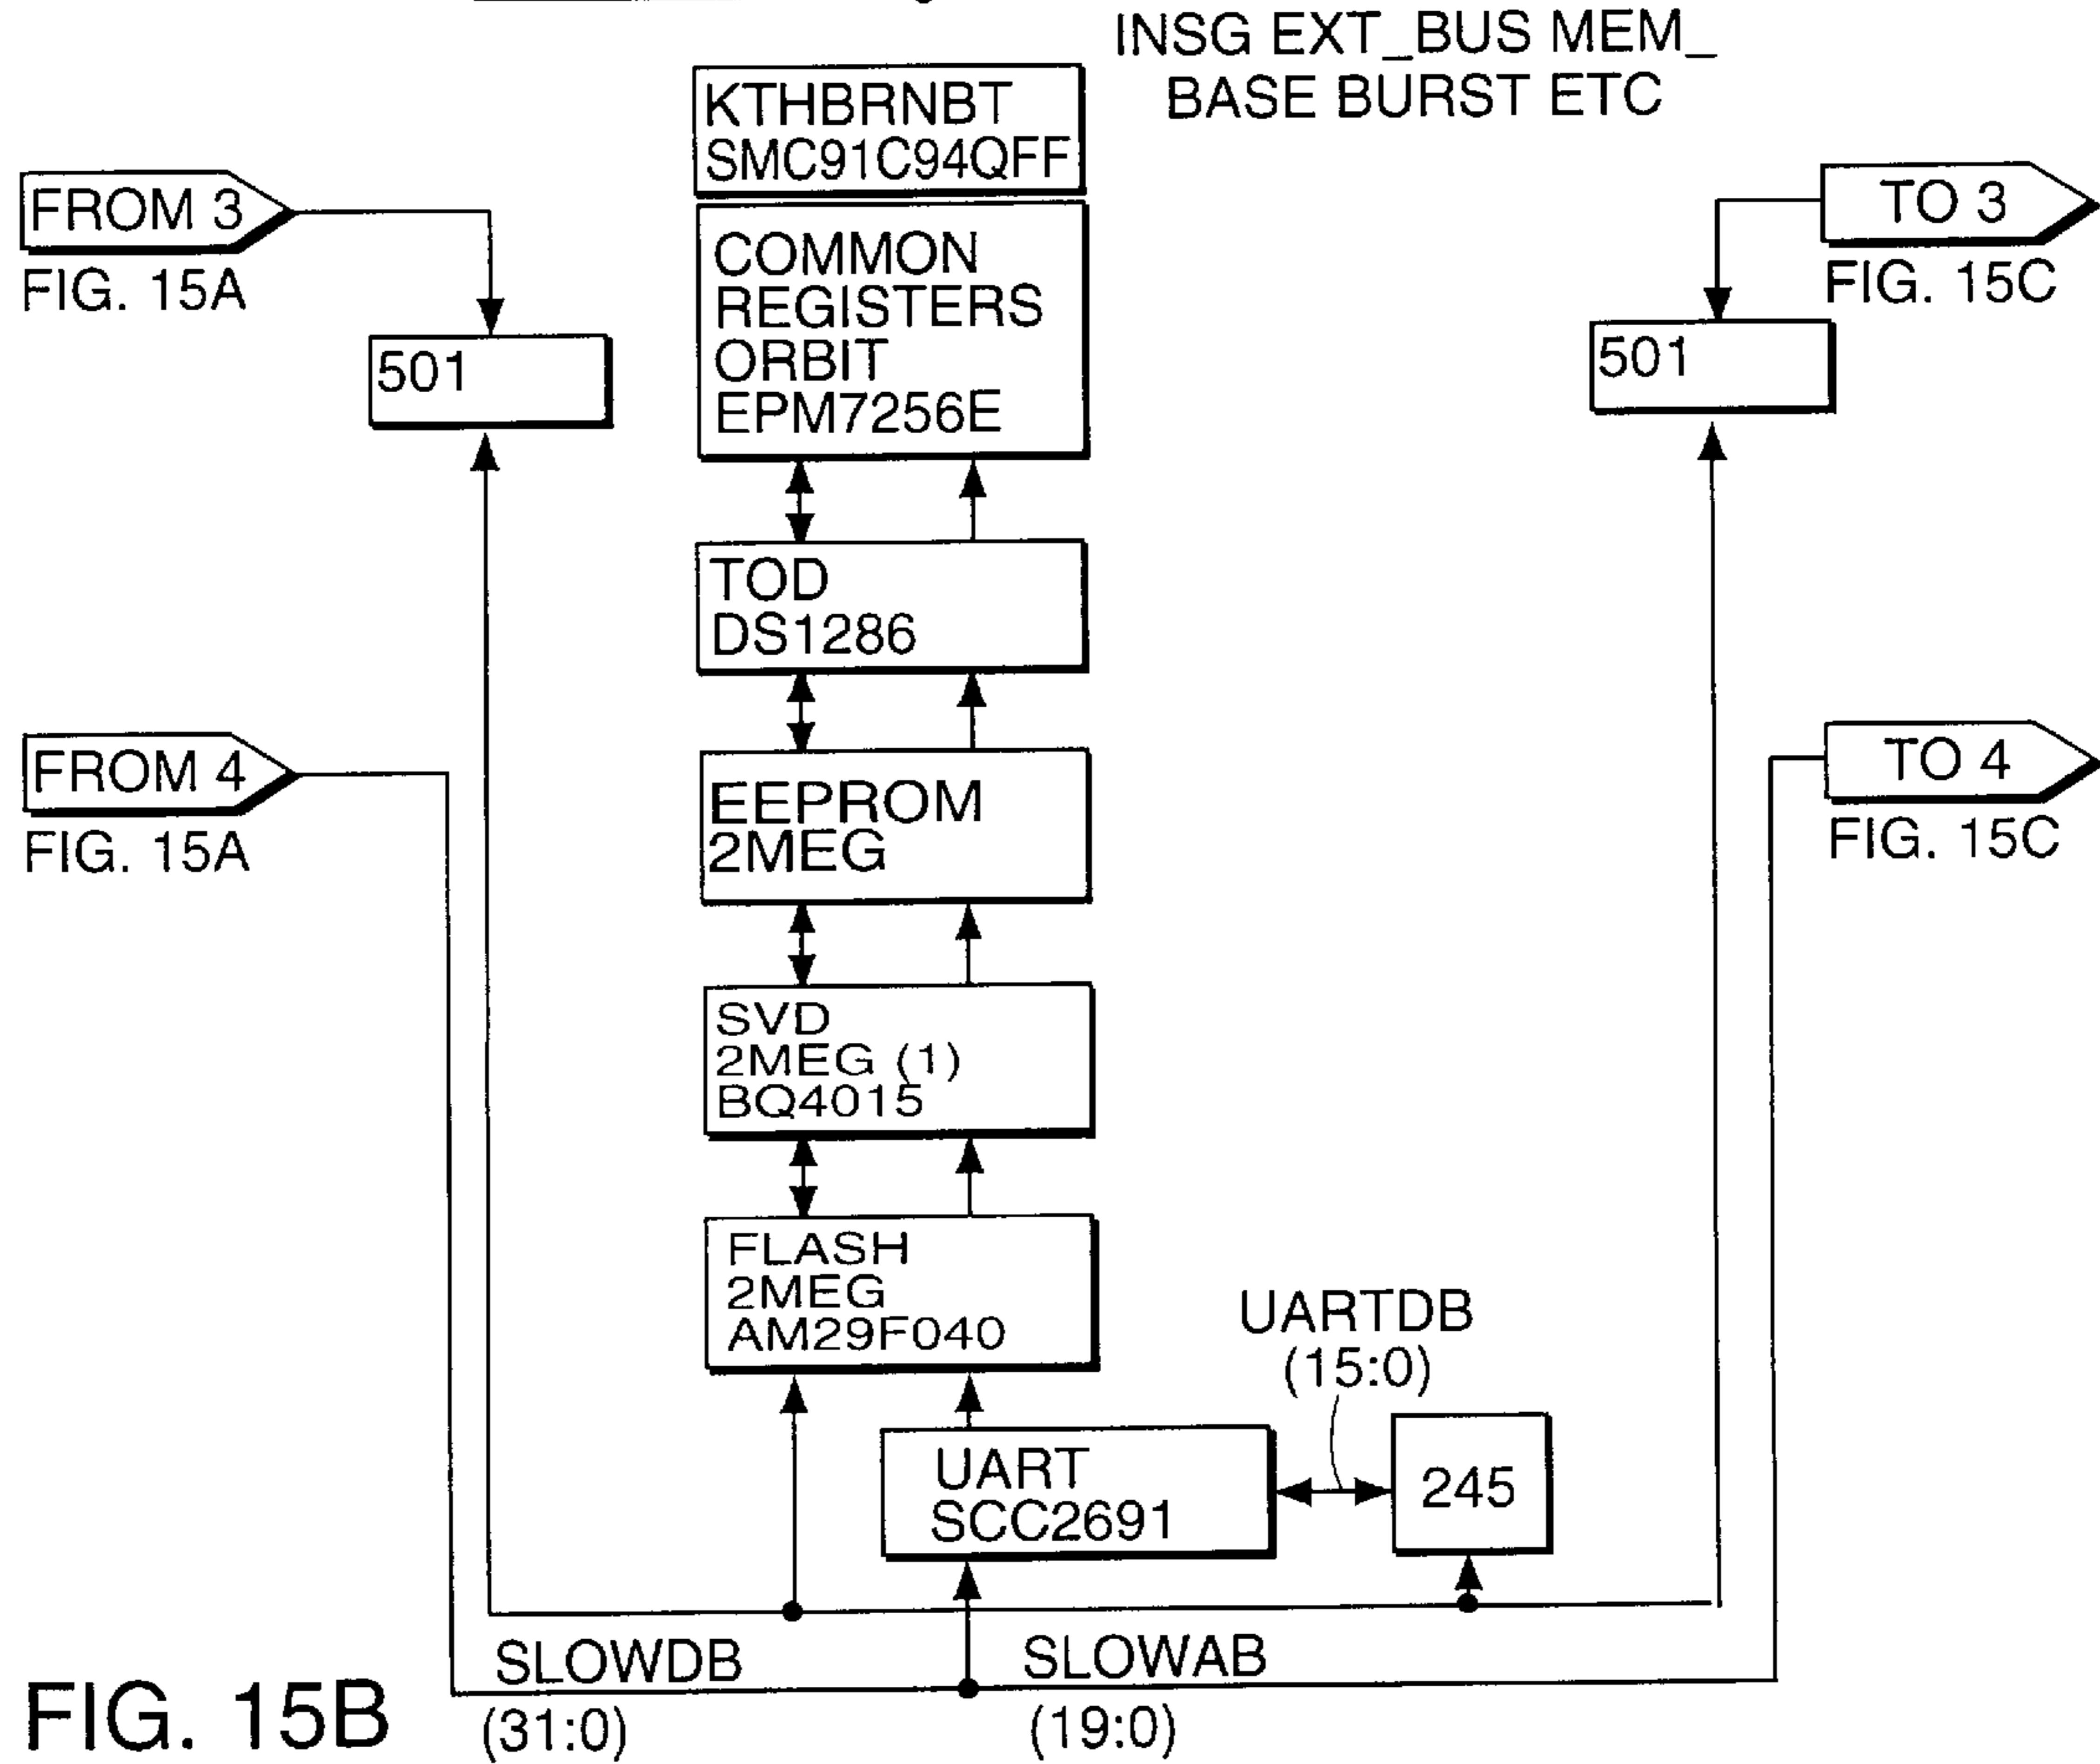 INSG EXT_BUS MEM_
BASE BURST ETC
KTHBRNBT
SMC91C94QFF
FROM 3
FIG. 15A
TO 3
FIG. 15C
COMMON
REGISTERS
ORBIT
EPM7256E
501
501
TOD
DS1286
FROM 4
FIG. 15A
TO 4
FIG. 15C
EEPROM
2MEG
SVD
2MEG (1)
BQ4015
FLASH
2MEG
AM29F040
UARTDB
(15:0)
UART
SCC2691
245
SLOWDB
(31:0)
SLOWAB
(19:0)
FIG. 15B